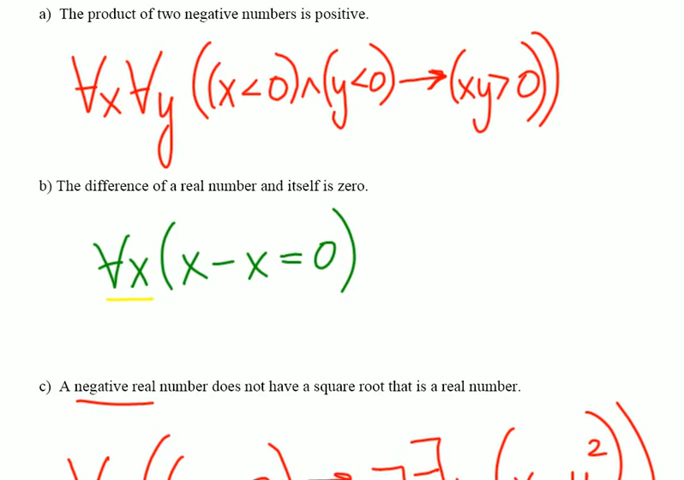 a) The product of two negative numbers is positive.
∀x∀y((x<0)∧(y<0)→(xy>0))
b) The difference of a real number and itself is zero.
∀x(x-x=0)
c) A negative real number does not have a square root that is a real number.